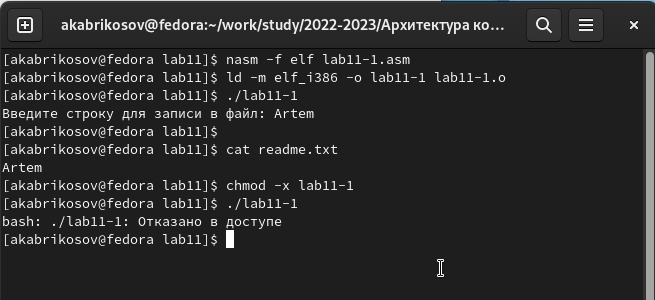 akabrikosov@fedora:~/work/study/2022-2023/Архитектура ко...
[akabrikosov@fedora lab11]$ nasm -f elf lab11-1.asm
[akabrikosov@fedora lab11]$ ld -m elf_i386 -o lab11-1 lab11-1.o
[akabrikosov@fedora lab11]$ ./lab11-1
Введите строку для записи в файл: Artem
[akabrikosov@fedora lab11]$
[akabrikosov@fedora lab11]$ cat readme.txt
Artem
[akabrikosov@fedora lab11]$ chmod -x lab11-1
[akabrikosov@fedora lab11]$ ./lab11-1
bash: ./lab11-1: Отказано в доступе
[akabrikosov@fedora lab11]$